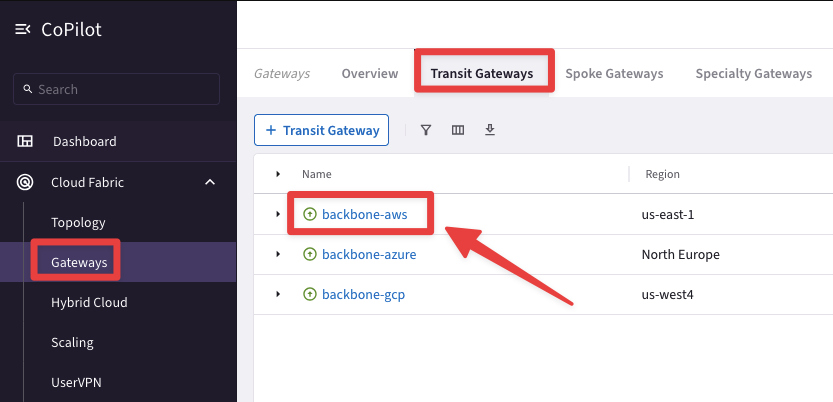 CoPilot
Search
Dashboard
Cloud Fabric
Topology
Gateways
Hybrid Cloud
Scaling
UserVPN
Gateways Overview Transit Gateways Spoke Gateways Specialty Gateways
+ Transit Gateway
Name Region
backbone-aws us-east-1
backbone-azure North Europe
backbone-gcp us-west4